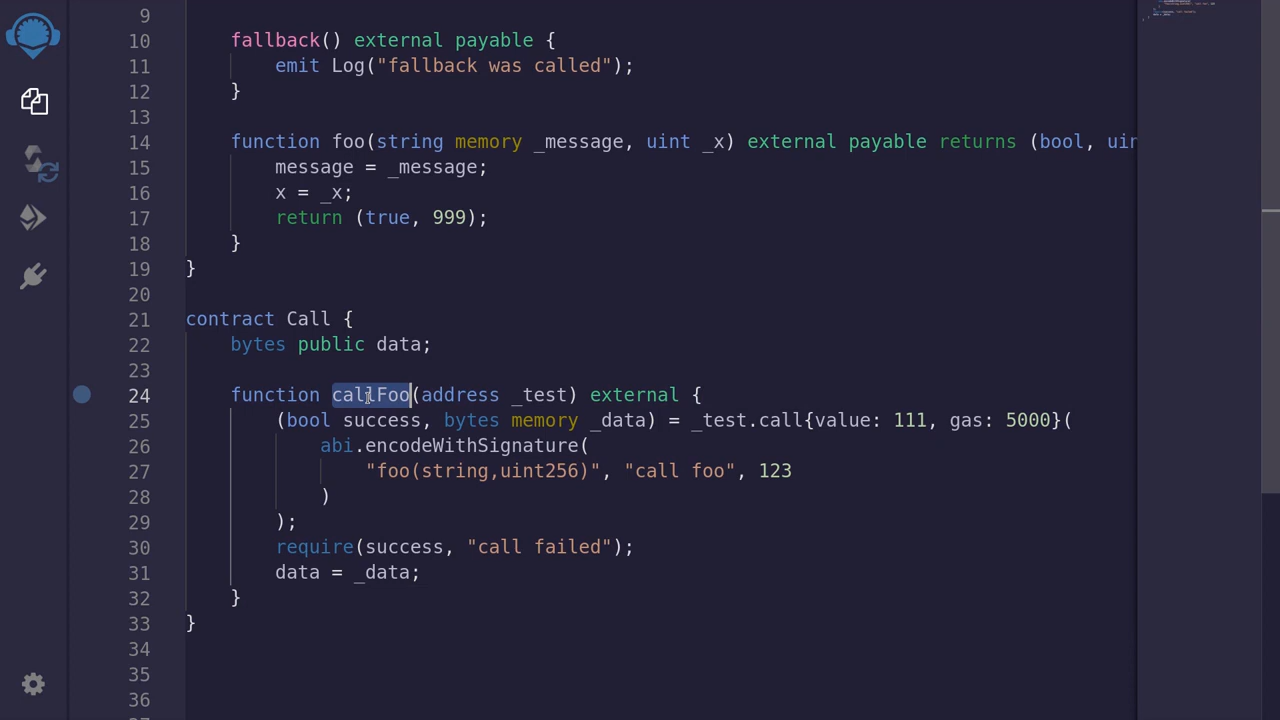 9
10 fallback() external payable {
11 emit Log("fallback was called");
12 }
13
14 function foo(string memory _message, uint _x) external payable returns (bool, uin
15 message = _message;
16 x = _x;
17 return (true, 999);
18 }
19 }
20
21 contract Call {
22 bytes public data;
23
24 function callFoo(address _test) external {
25 (bool success, bytes memory _data) = _test.call{value: 111, gas: 5000}(
26 abi.encodeWithSignature(
27 "foo(string,uint256)", "call foo", 123
28 )
29 );
30 require(success, "call failed");
31 data = _data;
32 }
33 }
34
35
36